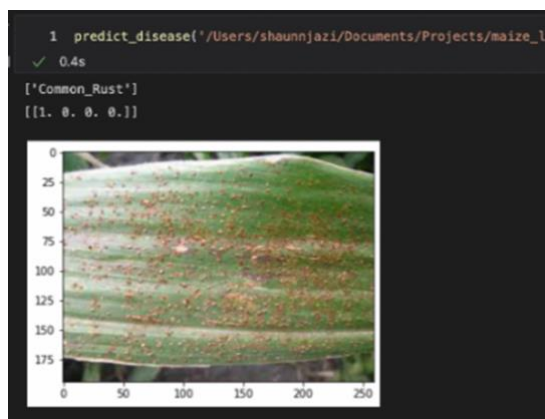 1 predict_disease('/Users/shaunnjazi/Documents/Projects/maize_l
0.4s
['Common_Rust']
[[1. 0. 0. 0.]]
0
25
50
75
100
125
150
175
0 50 100 150 200 250